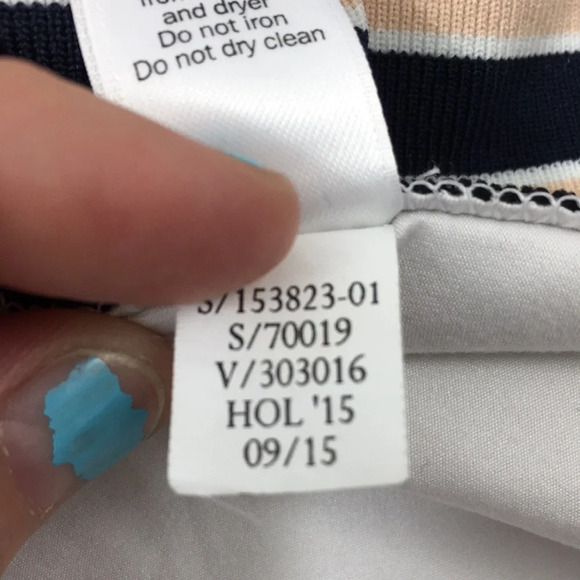 and dryer
Do not iron
Do not dry clean
S/153823-01
S/70019
V/303016
HOL '15
09/15